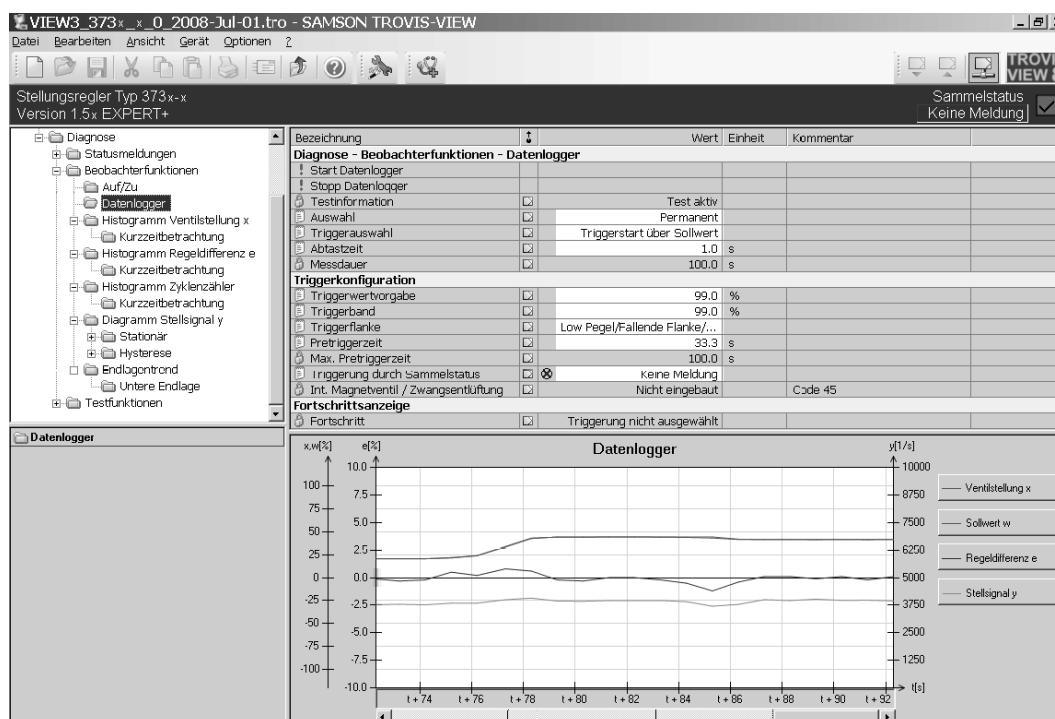 VIEW3_373x_x_0_2008-Jul-01.tro - SAMSON TROVIS-VIEW
Datei Bearbeiten Ansicht Gerät Optionen ?
TROVI
VIEW
Stellungsregler Typ 373x-x
Version 1.5x EXPERT+
Sammelstatus
Keine Meldung
Diagnose
Statusmeldungen
Beobachterfunktionen
Auf/Zu
Datenlogger
Histogramm Ventilstellung x
Kurzzeitbetrachtung
Histogramm Regeldifferenz e
Kurzzeitbetrachtung
Histogramm Zyklenzähler
Kurzzeitbetrachtung
Diagramm Stellsignal y
Stationär
Hysterese
Endlagentrend
Untere Endlage
Testfunktionen
Datenlogger
Bezeichnung Wert Einheit Kommentar
Diagnose - Beobachterfunktionen - Datenlogger
! Start Datenlogger
! Stopp Datenlogger
Testinformation Test aktiv
Auswahl Permanent
Triggerauswahl Triggerstart über Sollwert
Abtastzeit 1.0 s
Messdauer 100.0 s
Triggerkonfiguration
Triggerwertvorgabe 99.0 %
Triggerband 99.0 %
Triggerflanke Low Pegel/Fallende Flanke/...
Pretriggerzeit 33.3 s
Max. Pretriggerzeit 100.0 s
Triggerung durch Sammelstatus Keine Meldung
Int. Magnetventil / Zwangsentlüftung Nicht eingebaut Code 45
Fortschrittsanzeige
Fortschritt Triggerung nicht ausgewählt
Datenlogger
x,w[%] e[%] y[1/s]
10.0 10000
100 7.5 8750
75
50 5.0 7500
25 2.5 6250
0 0.0 5000
-25 -2.5 3750
-50 -5.0 2500
-75 -7.5 1250
-100
-10.0 t[s]
t + 74 t + 76 t + 78 t + 80 t + 82 t + 84 t + 86 t + 88 t + 90 t + 92
Ventilstellung x
Sollwert w
Regeldifferenz e
Stellsignal y